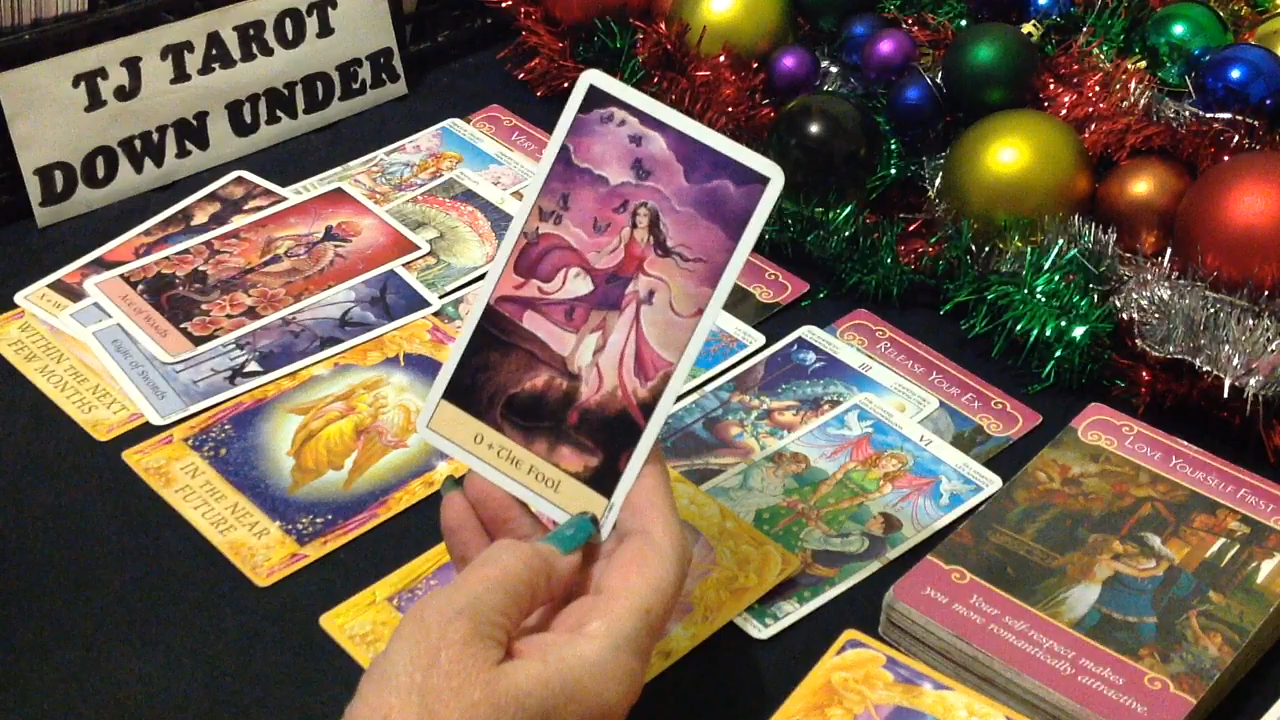 TJ TAROT
DOWN UNDER
VERY
0 + THE FOOL
Ace of Wands
Eight of Swords
WITHIN THE NEXT
FEW MONTHS
IN THE NEAR
FUTURE
III
RELEASE YOUR EX
VI
LOVE YOURSELF FIRST
Your self-respect makes
you more romantically attractive.